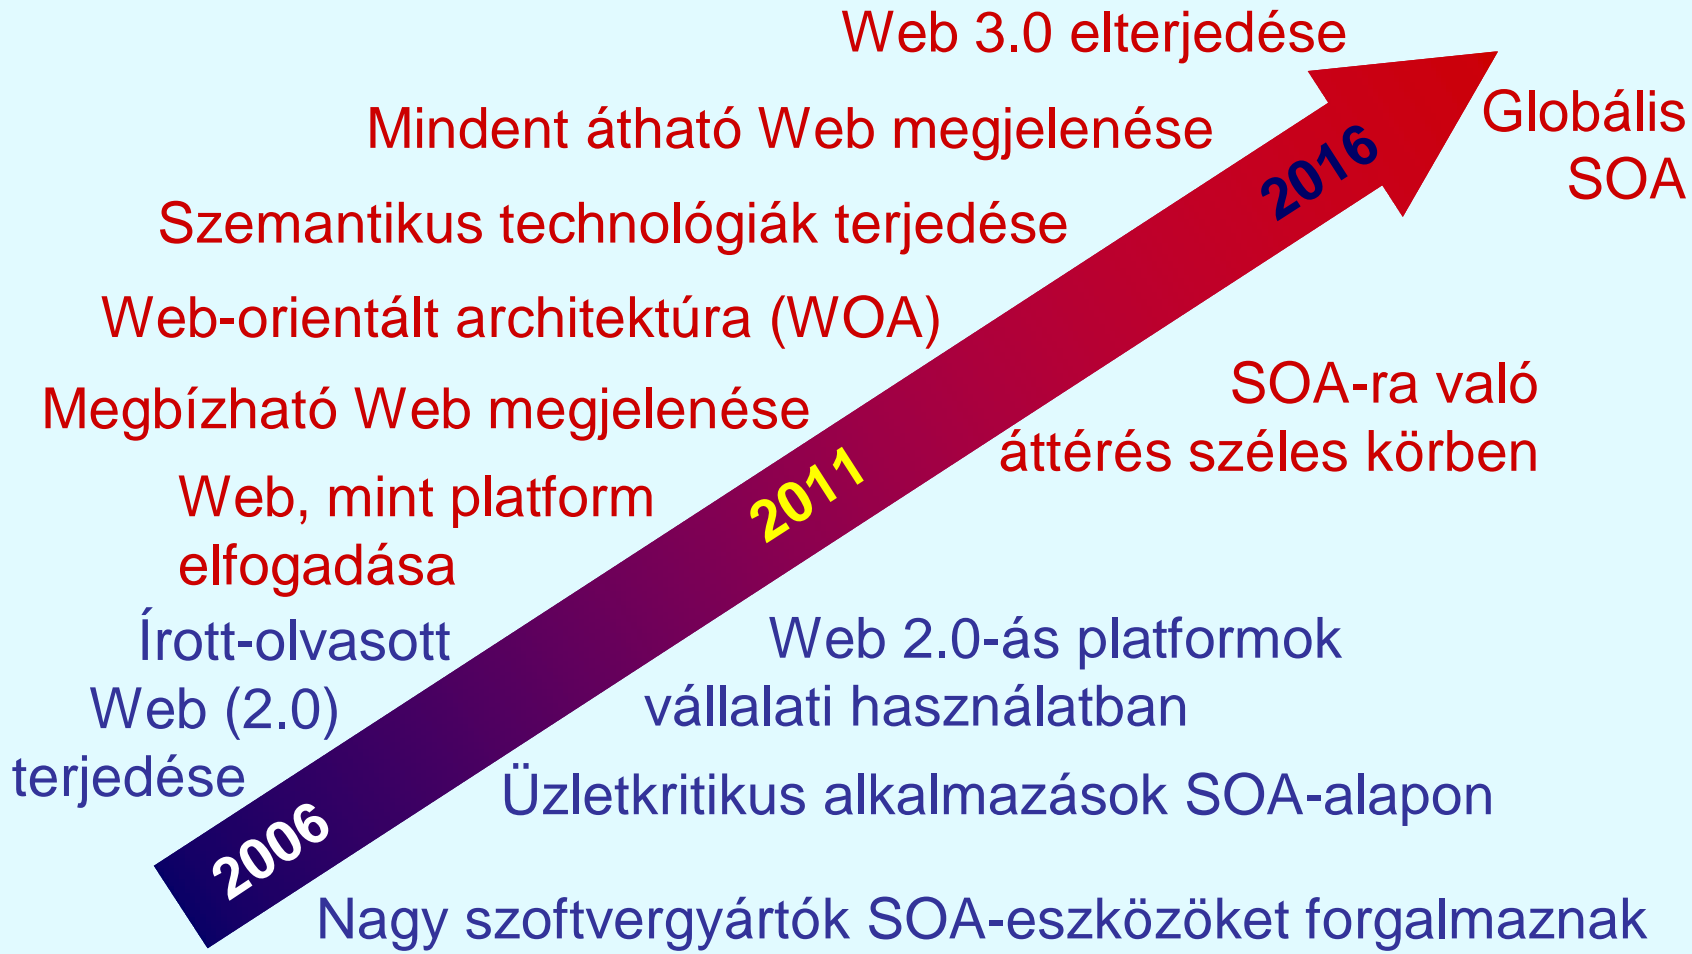 Web 3.0 elterjedése
Globális
SOA
Mindent átható Web megjelenése
2016
Szemantikus technológiák terjedése
Web-orientált architektúra (WOA)
SOA-ra való
áttérés széles körben
Megbízható Web megjelenése
2011
Web, mint platform
elfogadása
Írott-olvasott
Web (2.0)
terjedése
Web 2.0-ás platformok
vállalati használatban
Üzletkritikus alkalmazások SOA-alapon
2006
Nagy szoftvergyártók SOA-eszközöket forgalmaznak